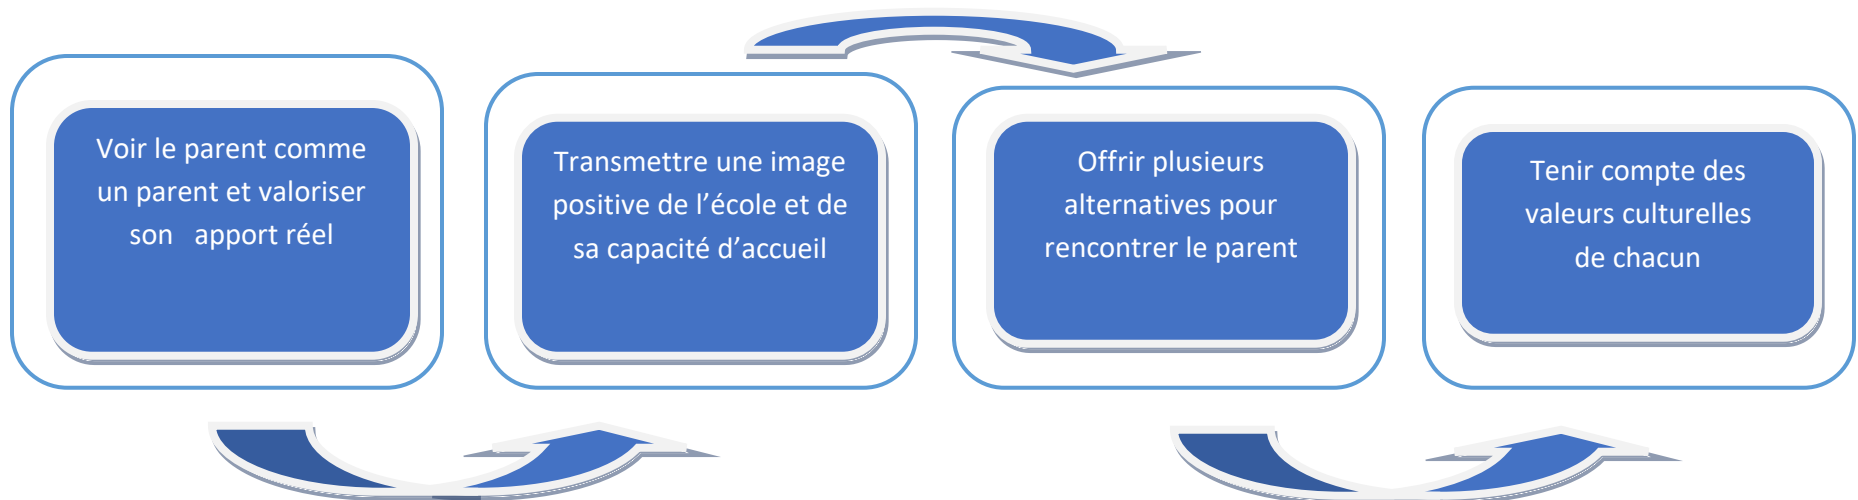 Voir le parent comme
un parent et valoriser
son   apport réel
Transmettre une image
positive de l’école et de
sa capacité d’accueil
Offrir plusieurs
alternatives pour
rencontrer le parent
Tenir compte des
valeurs culturelles
de chacun